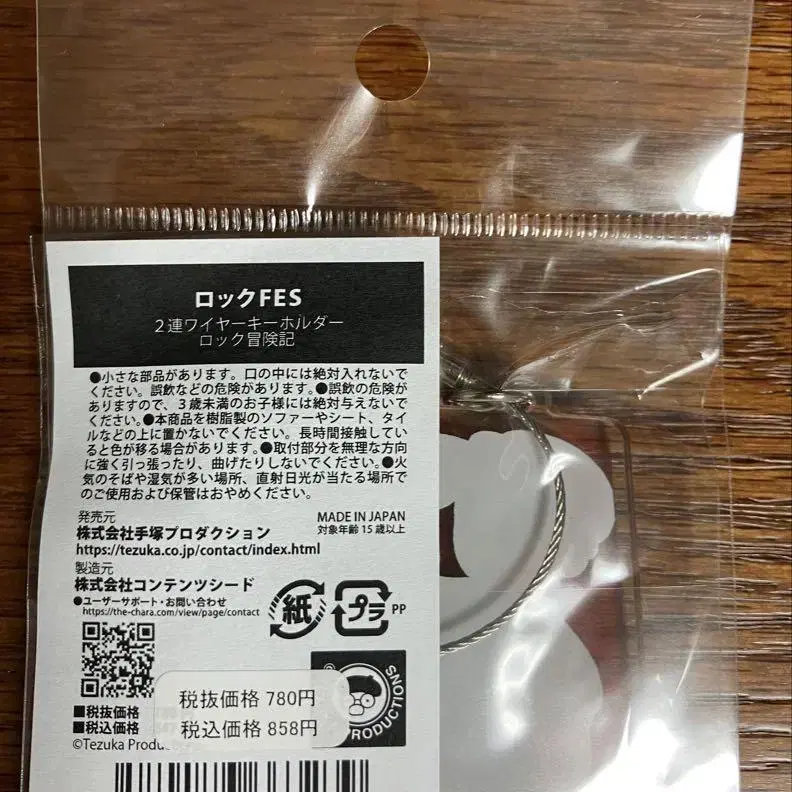 ロックFES
2連ワイヤーキーホルダー
ロック冒険記
●小さな部品があります。口の中には絶対入れないで
ください。誤飲などの危険があります。●誤飲の危険が
ありますので、3歳未満のお子様には絶対与えないで
ください。●本商品を樹脂製のソファーやシート、タイ
ルなどの上に置かないでください。長時間接触してい
ると色が移る場合があります。●取付部分を無理な方向
に強く引っ張ったり、曲げたりしないでください。●火
気のそばや湿気が多い場所、直射日光が当たる場所で
のご使用および保管はおやめください。
発売元
株式会社手塚プロダクション
https://tezuka.co.jp/contact/index.html
MADE IN JAPAN
対象年齢15歳以上
製造元
株式会社コンテンツシード
●ユーザーサポート・お問い合わせ
https://the-chara.com/view/page/contact
紙
プラ
PP
■税抜価格
■税込価格
税抜価格 780円
税込価格 858円
©Tezuka Produc
PRODUCTIONS